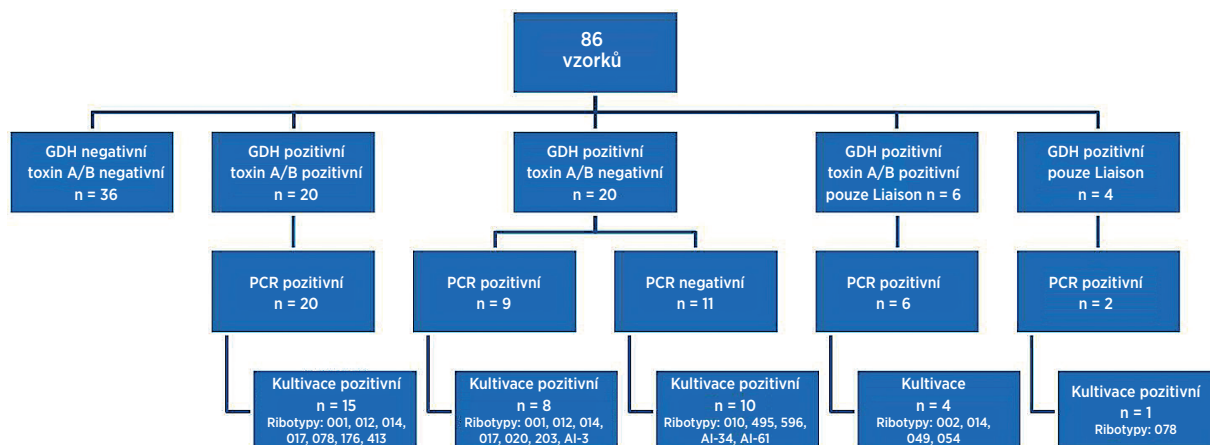 86
vzorků
GDH negativní
toxin A/B negativní
n = 36
GDH pozitivní
toxin A/B pozitivní
n = 20
GDH pozitivní
toxin A/B negativní
n = 20
GDH pozitivní
toxin A/B pozitivní
pouze Liaison n = 6
GDH pozitivní
pouze Liaison
n = 4
PCR pozitivní
n = 20
PCR pozitivní
n = 9
PCR negativní
n = 11
PCR pozitivní
n = 6
PCR pozitivní
n = 2
Kultivace pozitivní
n = 15
Ribotypy: 001, 012, 014,
017, 078, 176, 413
Kultivace pozitivní
n = 8
Ribotypy: 001, 012, 014,
017, 020, 203, AI-3
Kultivace pozitivní
n = 10
Ribotypy: 010, 495, 596,
AI-34, AI-61
Kultivace
n = 4
Ribotypy: 002, 014,
049, 054
Kultivace pozitivní
n = 1
Ribotypy: 078